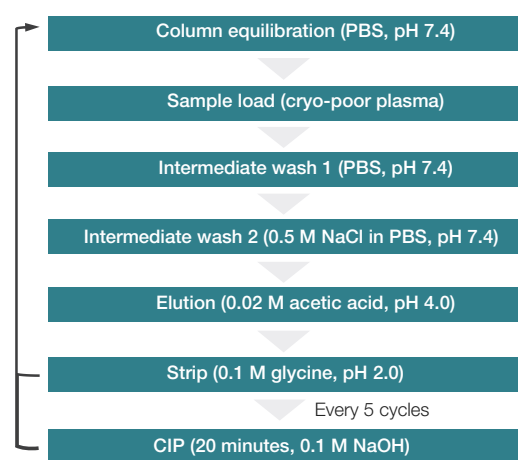 Column equilibration (PBS, pH 7.4)
Sample load (cryo-poor plasma)
Intermediate wash 1 (PBS, pH 7.4)
Intermediate wash 2 (0.5 M NaCl in PBS, pH 7.4)
Elution (0.02 M acetic acid, pH 4.0)
Strip (0.1 M glycine, pH 2.0)
Every 5 cycles
CIP (20 minutes, 0.1 M NaOH)